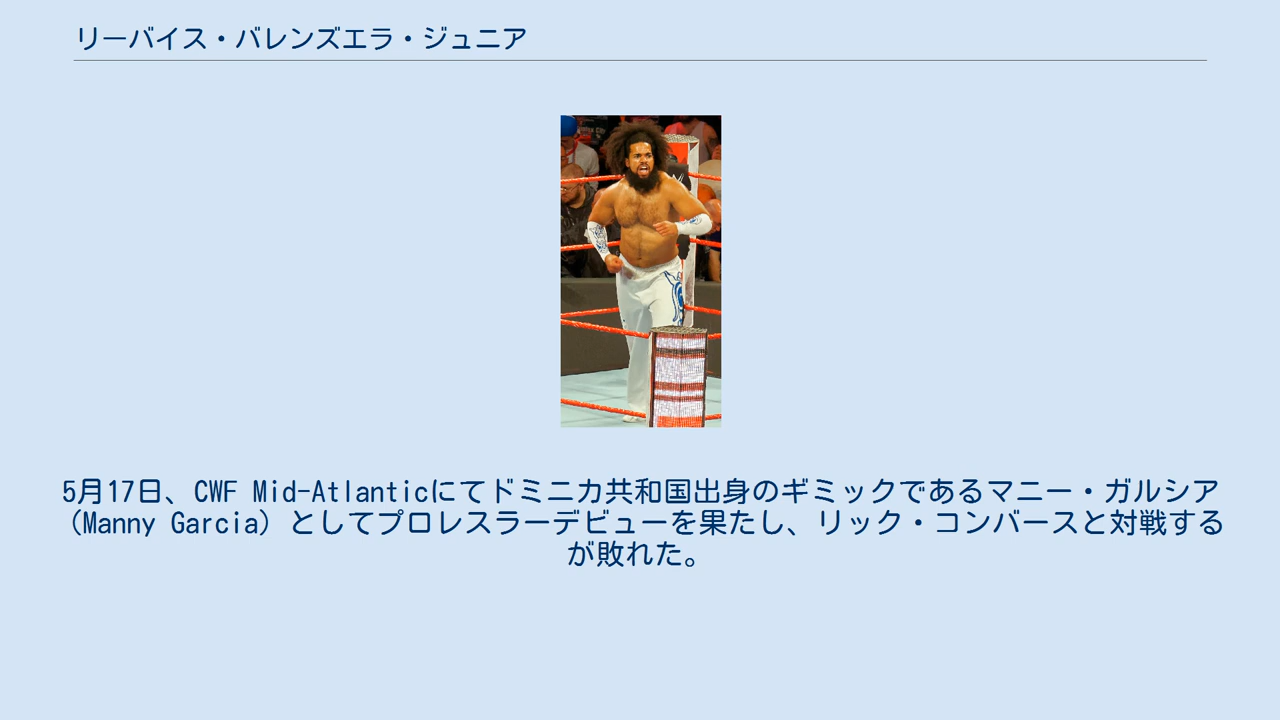 リーバイス・バレンズエラ・ジュニア
5月17日、CWF Mid-Atlanticにてドミニカ共和国出身のギミックであるマニー・ガルシア
(Manny Garcia) としてプロレスラーデビューを果たし、リック・コンバースと対戦する
が敗れた。